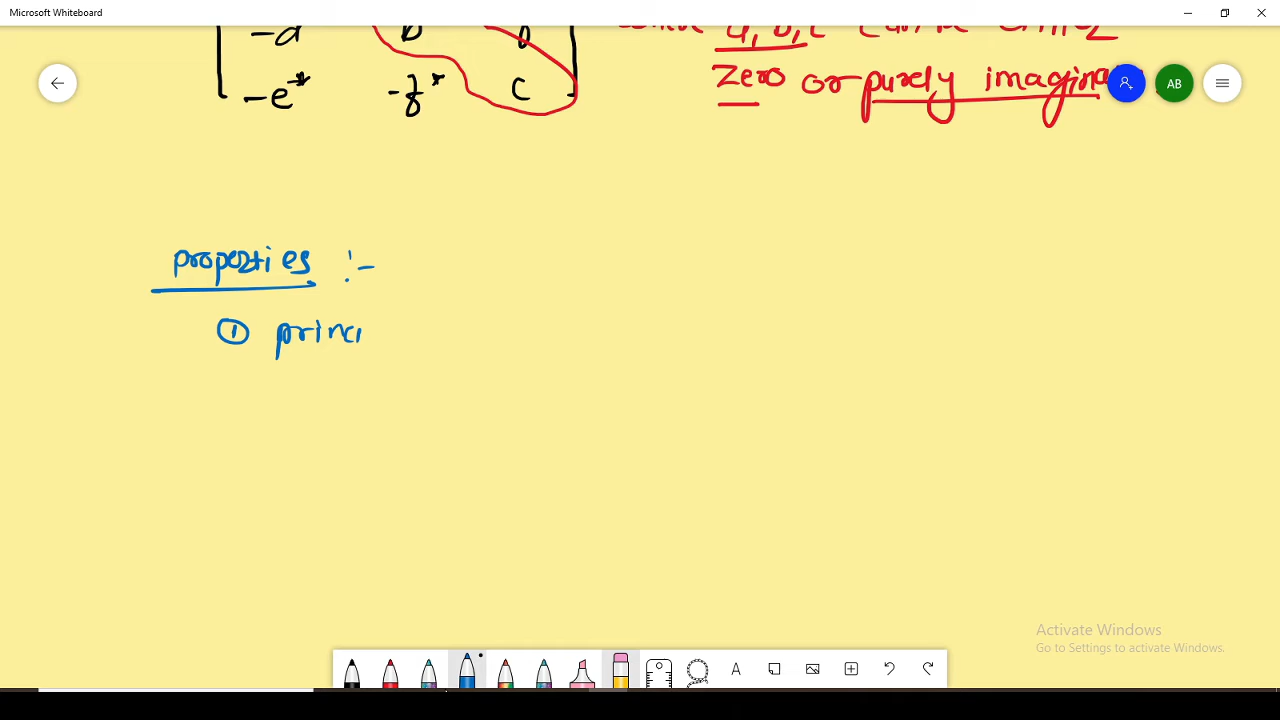 Microsoft Whiteboard
b
zero or purely imagina
-e* -f* c
AB
properties :-
① princi
Activate Windows
Go to Settings to activate Windows.
A